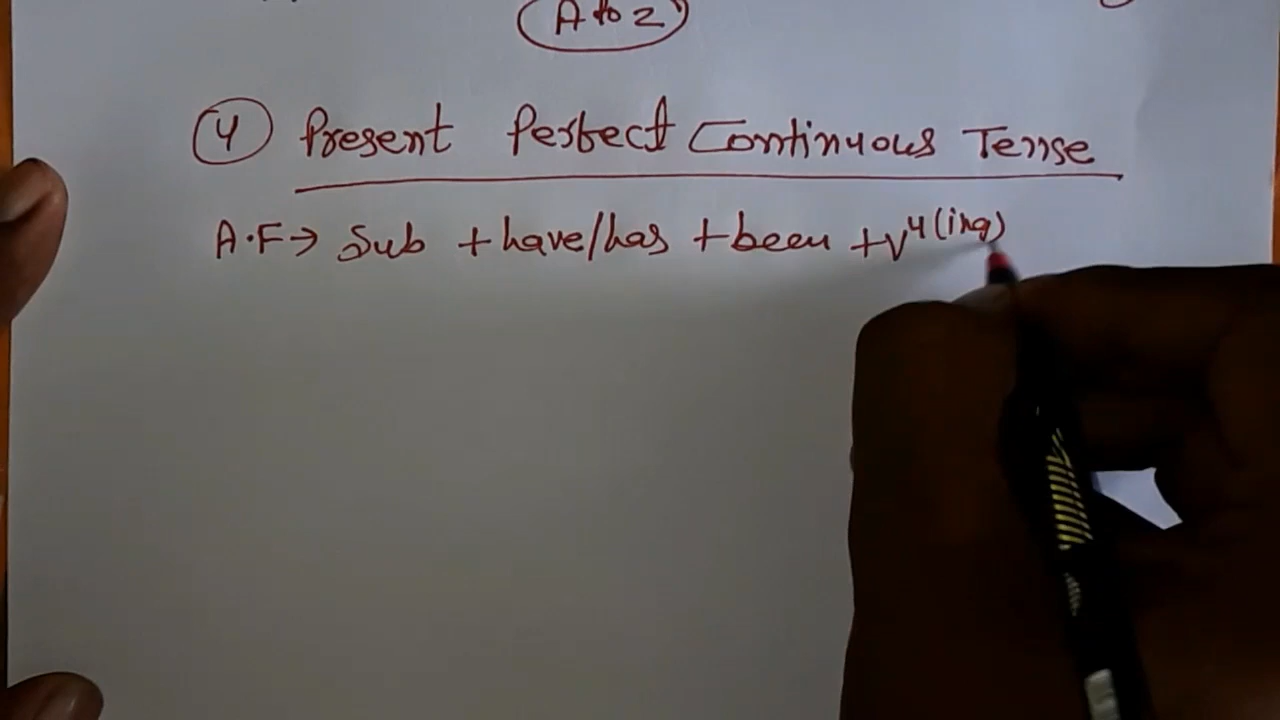 A to Z
④ Present Perfect Continuous Tense
A.F→ Sub + have/has + been + V⁴(ing)